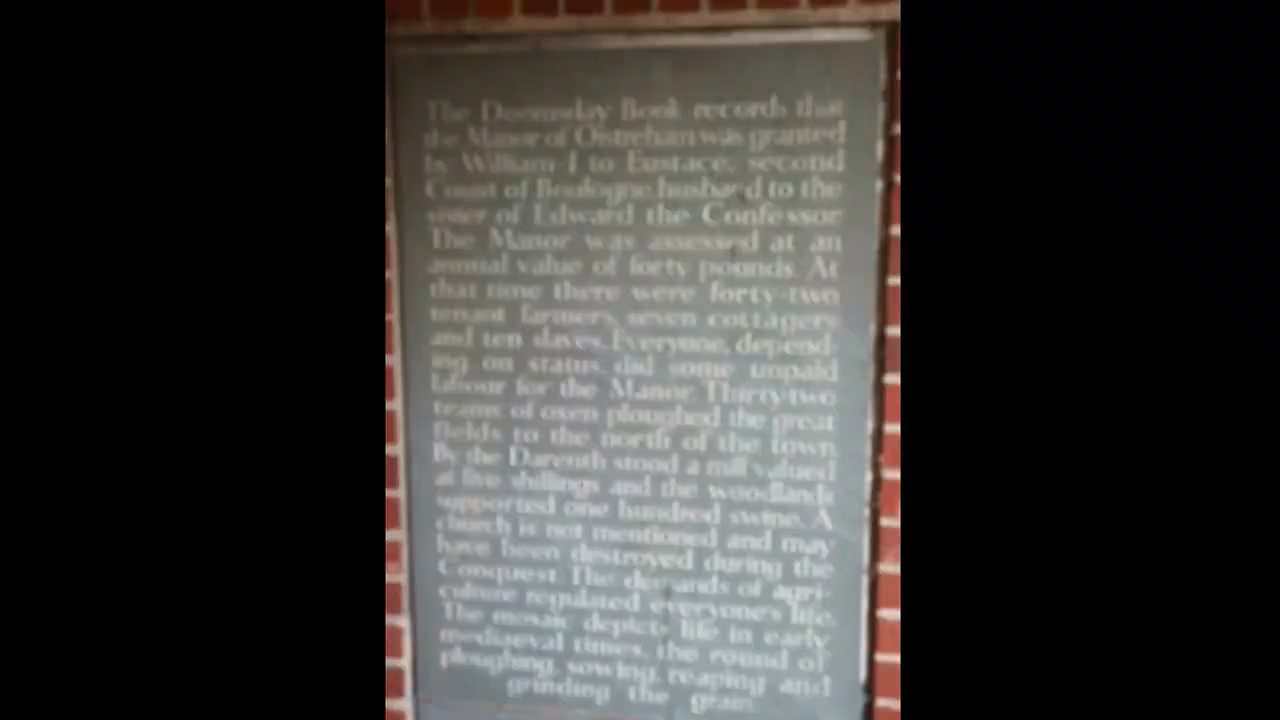 The Doomsday Book records that
the Manor of Oistreham was granted
by William I to Eustace, second
Count of Boulogne, husband to the
sister of Edward the Confessor
The Manor was assessed at an
annual value of forty pounds. At
that time there were forty-two
tenant farmers, seven cottagers
and ten slaves. Everyone, depend-
ing on status, did some unpaid
labour for the Manor. Thirty-two
teams of oxen ploughed the great
fields to the north of the town.
By the Darenth stood a mill valued
at five shillings and the woodlands
supported one hundred swine. A
church is not mentioned and may
have been destroyed during the
Conquest. The demands of agri-
culture regulated everyone's life.
The mosaic depicts life in early
mediaeval times, the round of
ploughing, sowing, reaping and
grinding the grain.